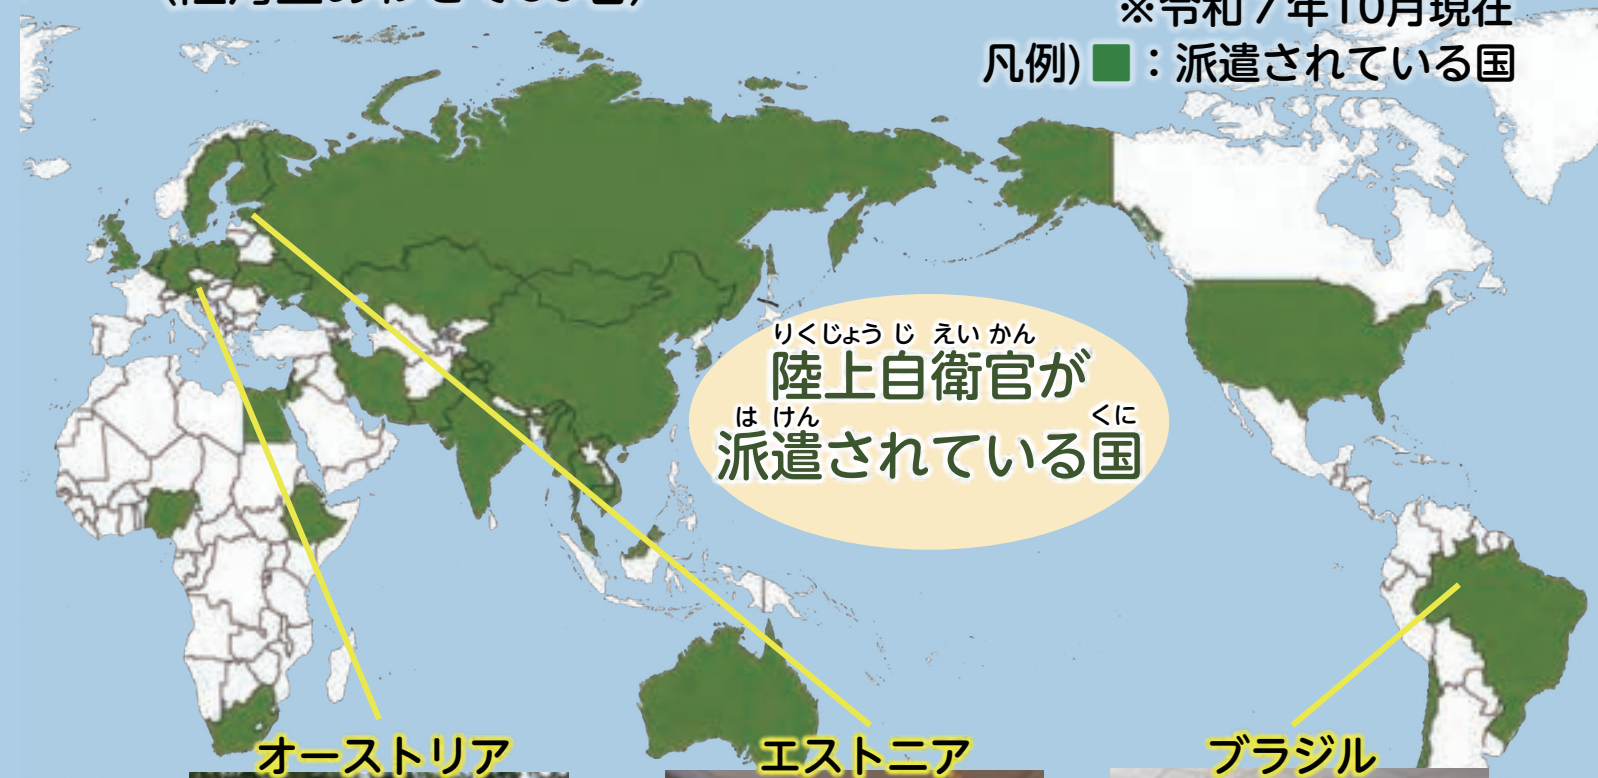 ※令和7年10月現在
凡例)■：派遣されている国
りくじょう じ えい かん
陸上自衛官が
は けん くに
派遣されている国
オーストリア
エストニア
ブラジル